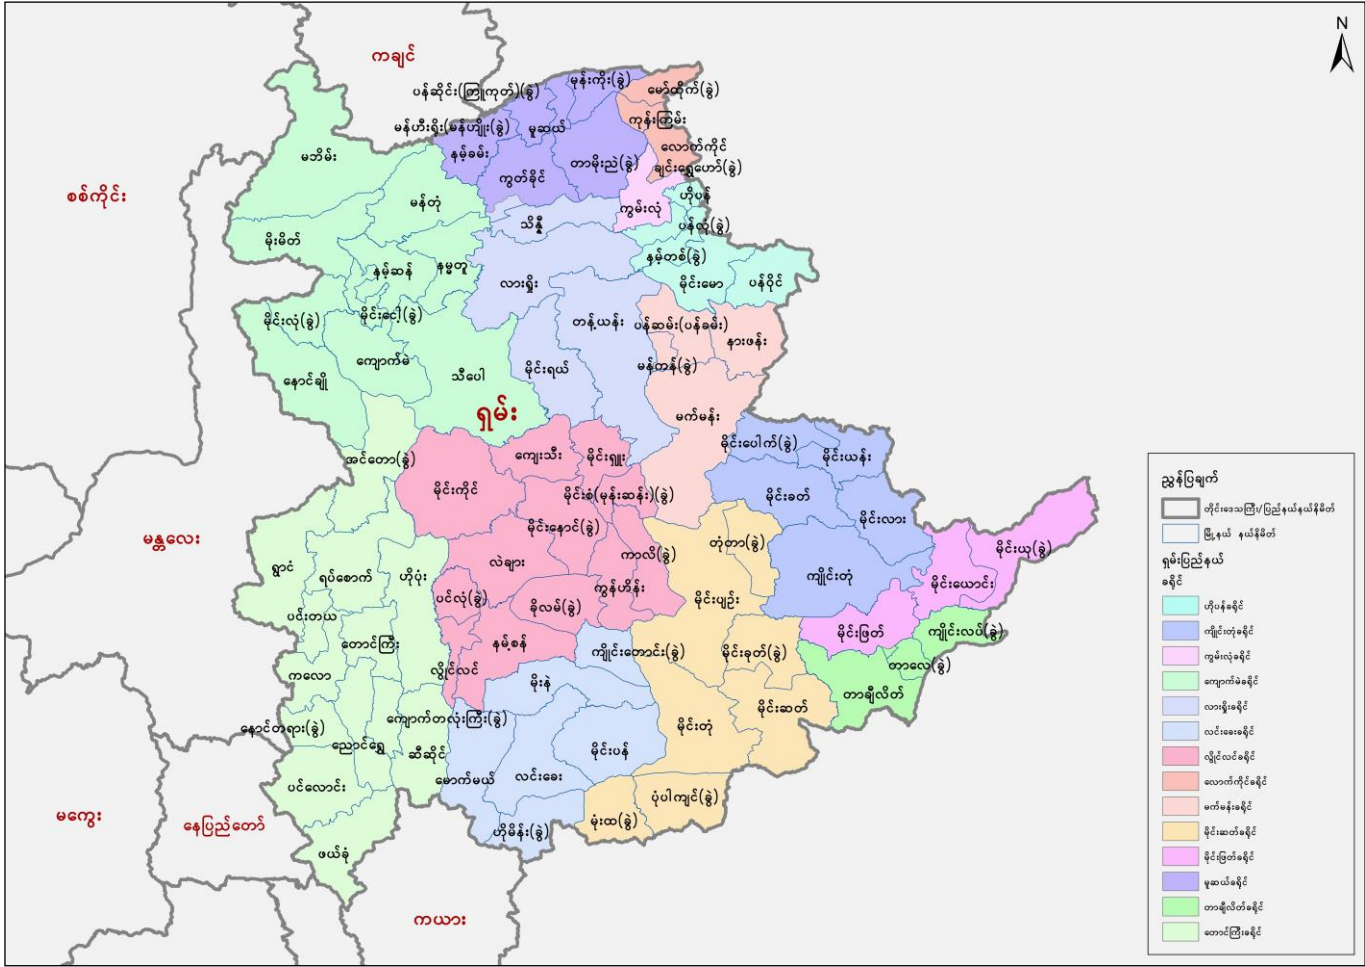 N
ကချင်
မုန်းကိုး(ခွဲ)
ပန်ဆိုင်း(ကြူကုတ်)(ခွဲ)
မော်ထိုက်(ခွဲ)
ကုန်းကြမ်း
မန်ဟီးရိုး(မန်ဟျိုး(ခွဲ)
မူဆယ်
လောက်ကိုင်
မဘိမ်း
နမ့်ခမ်း
တာမိုးညဲ(ခွဲ)
ချင်းရွှေဟော်(ခွဲ)
ကွတ်ခိုင်
စစ်ကိုင်း
ဟိုပန်
မန်တုံ
ကွမ်းလုံ
သိန္နီ
ပန်လုံ(ခွဲ)
မိုးမိတ်
နမ့်ဆန်
နမ္မတူ
နမ့်တစ်(ခွဲ)
လားရှိုး
မိုင်းမော
ပန်ဝိုင်
မိုင်းလုံ(ခွဲ)
မိုင်းငေါ့(ခွဲ)
တန့်ယန်း
ပန်ဆမ်း(ပန်ခမ်း)
နားဖန်း
ကျောက်မဲ
မိုင်းရယ်
မန်တန်(ခွဲ)
နောင်ချို
သီပေါ
ရှမ်း
မက်မန်း
မိုင်းပေါက်(ခွဲ)
အင်တော(ခွဲ)
ကျေးသီး
မိုင်းရှူး
မိုင်းယန်း
မိုင်းကိုင်
မိုင်းစံ(မုန်းဆန်း)(ခွဲ)
မိုင်းခတ်
မိုင်းလား
မန္တလေး
မိုင်းနောင်(ခွဲ)
တုံတာ(ခွဲ)
မိုင်းယု(ခွဲ)
ရွာငံ
ရပ်စောက်
ဟိုပုံး
လဲချား
ကာလိ(ခွဲ)
ကျိုင်းတုံ
မိုင်းယောင်း
ကွန်ဟိန်း
ပင်လုံ(ခွဲ)
ခိုလမ်(ခွဲ)
မိုင်းပျဉ်း
ပင်းတယ
မိုင်းဖြတ်
ကျိုင်းလပ်(ခွဲ)
တောင်ကြီး
နမ့်စန်
ကျိုင်းတောင်း(ခွဲ)
မိုင်းခုတ်(ခွဲ)
တာလေ(ခွဲ)
ကလော
လွိုင်လင်
မိုးနဲ
တာချီလိတ်
မိုင်းဆတ်
နောင်တရား(ခွဲ)
ကျောက်တလုံးကြီး(ခွဲ)
မိုင်းတုံ
ညောင်ရွှေ
ဆီဆိုင်
မိုင်းပန်
မောက်မယ်
လင်းခေး
ပင်လောင်း
ပုံပါကျင်(ခွဲ)
မကွေး
နေပြည်တော်
မုံးထ(ခွဲ)
ဟိုမိန်း(ခွဲ)
ဖယ်ခုံ
ကယား
ညွှန်ပြချက်
တိုင်းဒေသကြီး/ပြည်နယ်နယ်နိမိတ်
မြို့နယ် နယ်နိမိတ်
ရှမ်းပြည်နယ်
ခရိုင်
ဟိုပန်ခရိုင်
ကျိုင်းတုံခရိုင်
ကွမ်းလုံခရိုင်
ကျောက်မဲခရိုင်
လားရှိုးခရိုင်
လင်းခေးခရိုင်
လွိုင်လင်ခရိုင်
လောက်ကိုင်ခရိုင်
မက်မန်းခရိုင်
မိုင်းဆတ်ခရိုင်
မိုင်းဖြတ်ခရိုင်
မူဆယ်ခရိုင်
တာချီလိတ်ခရိုင်
တောင်ကြီးခရိုင်